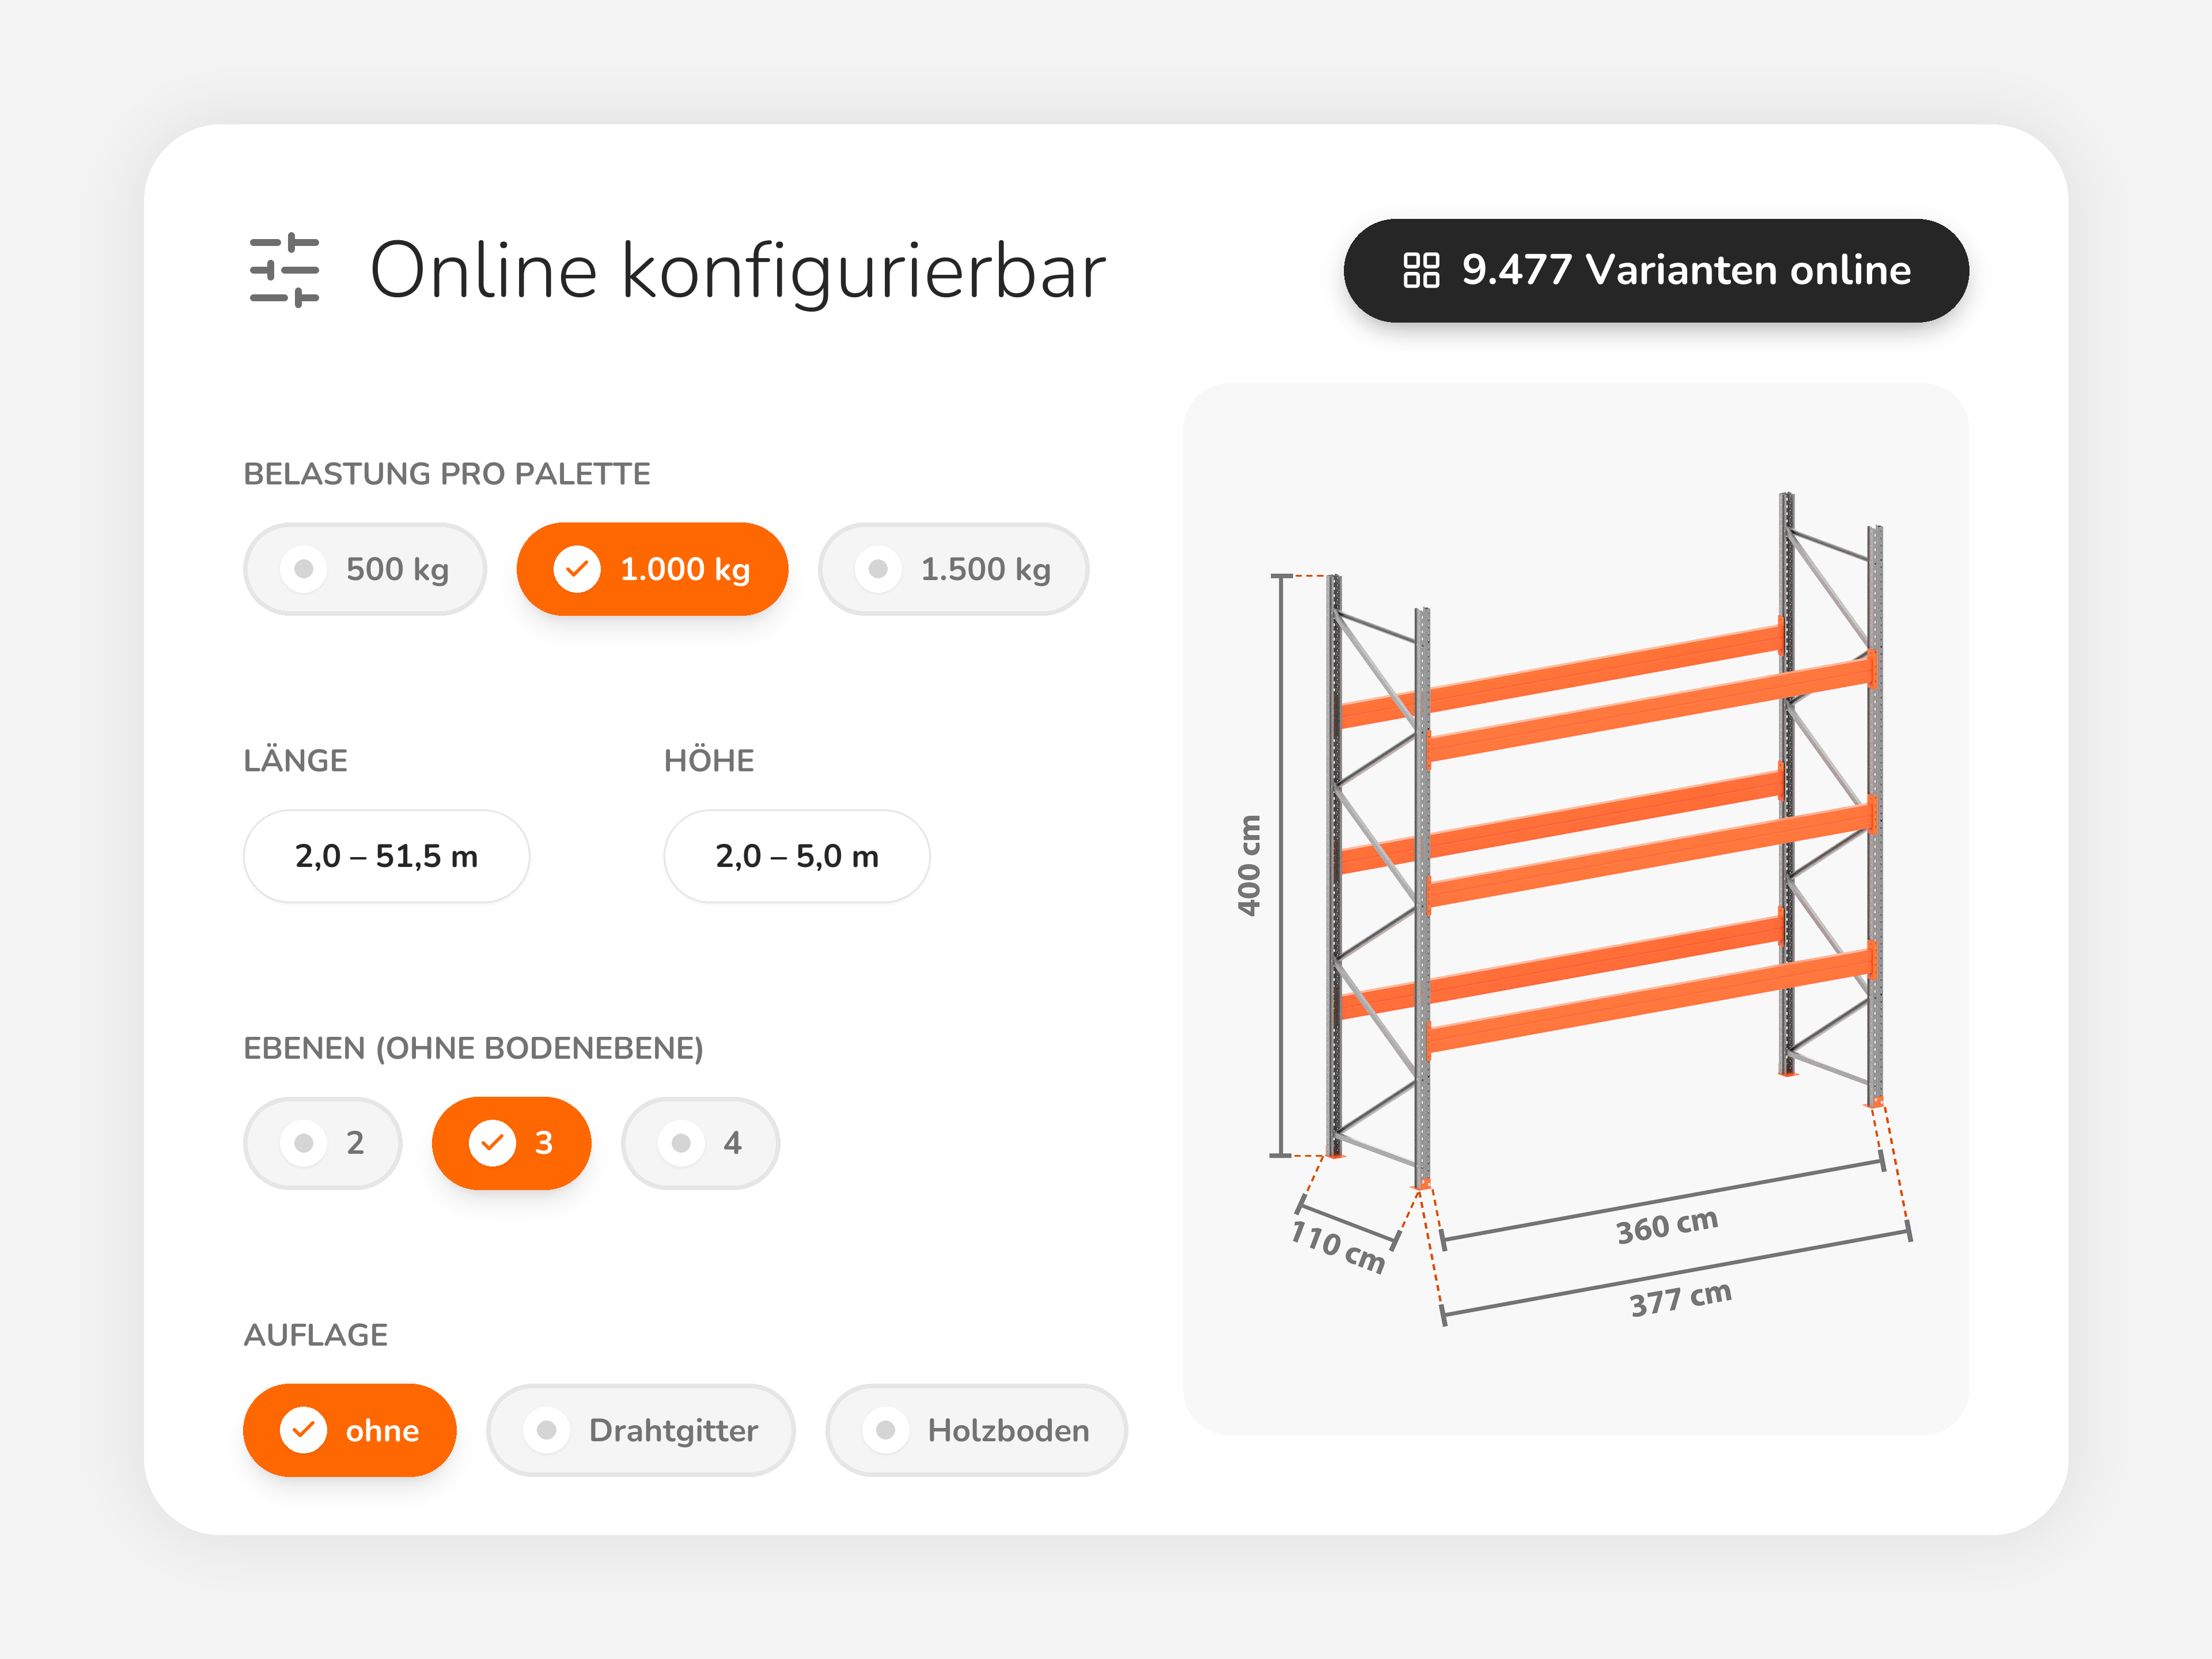 Online konfigurierbar
9.477 Varianten online
BELASTUNG PRO PALETTE
500 kg
1.000 kg
1.500 kg
LÄNGE
HÖHE
2,0 – 51,5 m
2,0 – 5,0 m
EBENEN (OHNE BODENEBENE)
2
3
4
AUFLAGE
ohne
Drahtgitter
Holzboden
400 cm
110 cm
360 cm
377 cm